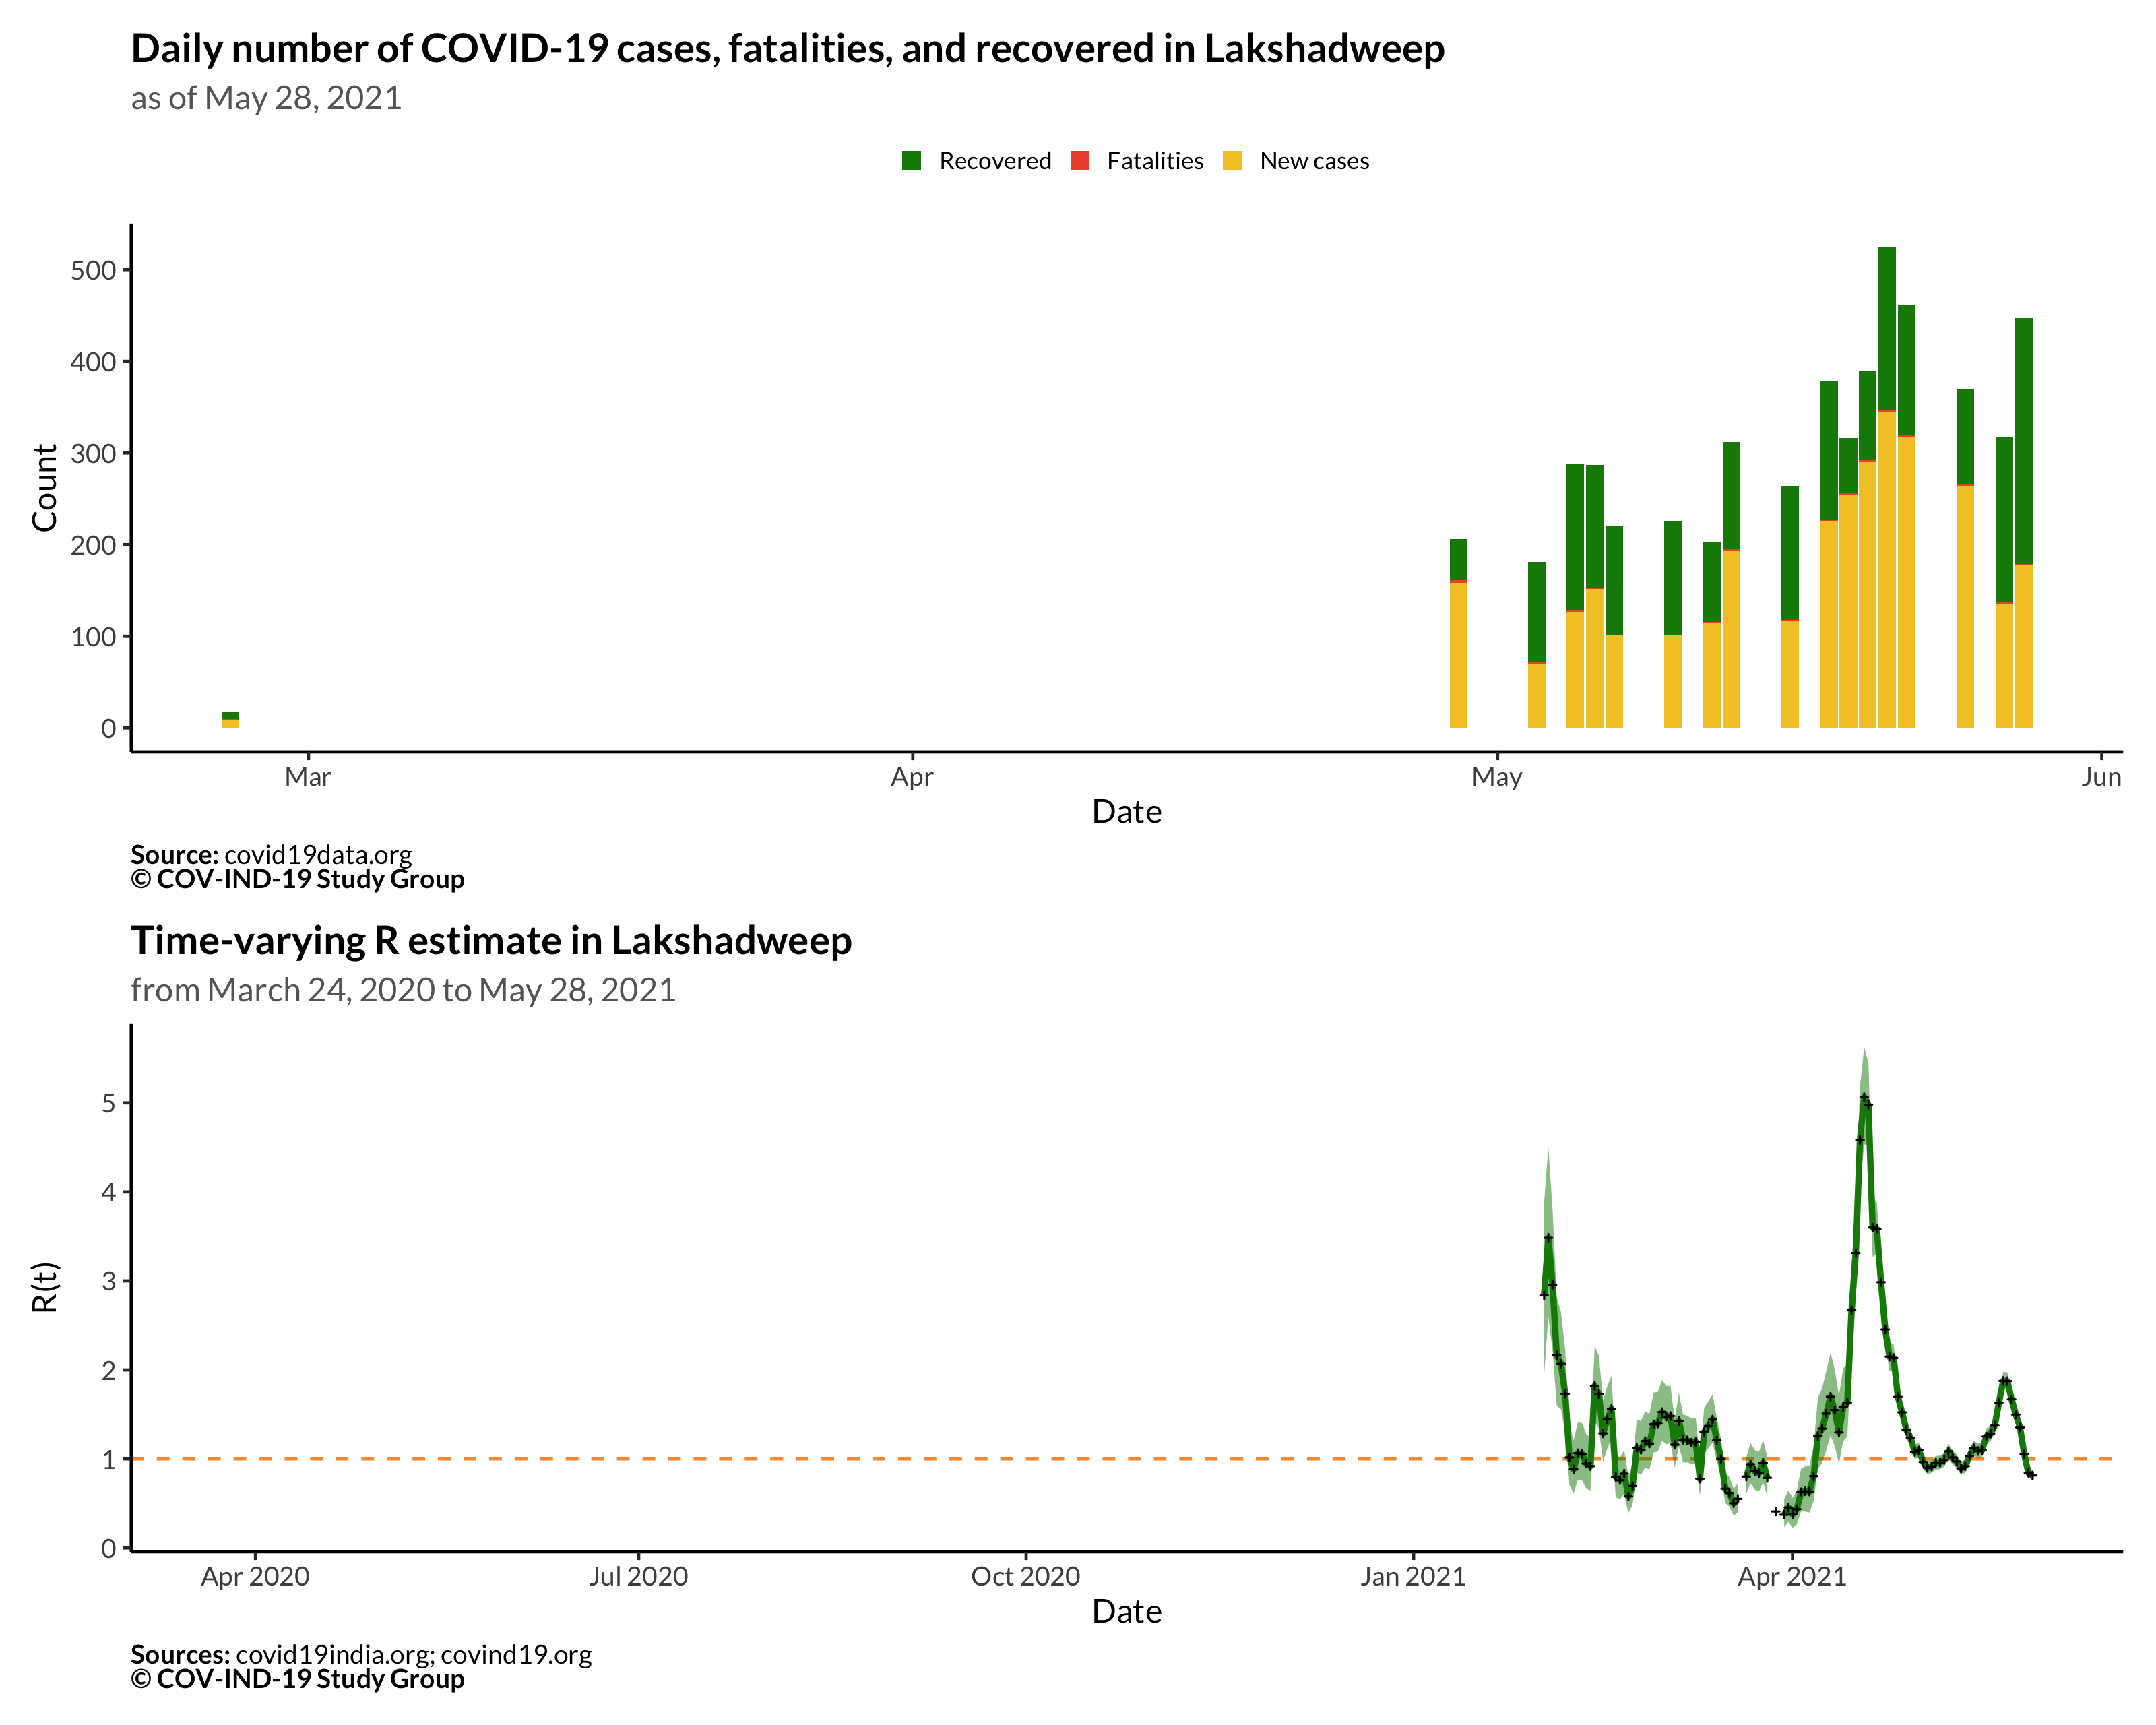 Daily number of COVID-19 cases, fatalities, and recovered in Lakshadweep
as of May 28, 2021
Recovered Fatalities New cases
500
400
300
200
100
0
Count
Mar Apr May Jun
Date
Source: covid19data.org
© COV-IND-19 Study Group
Time-varying R estimate in Lakshadweep
from March 24, 2020 to May 28, 2021
5
4
3
2
1
0
R(t)
Apr 2020 Jul 2020 Oct 2020 Jan 2021 Apr 2021
Date
Sources: covid19india.org; covind19.org
© COV-IND-19 Study Group